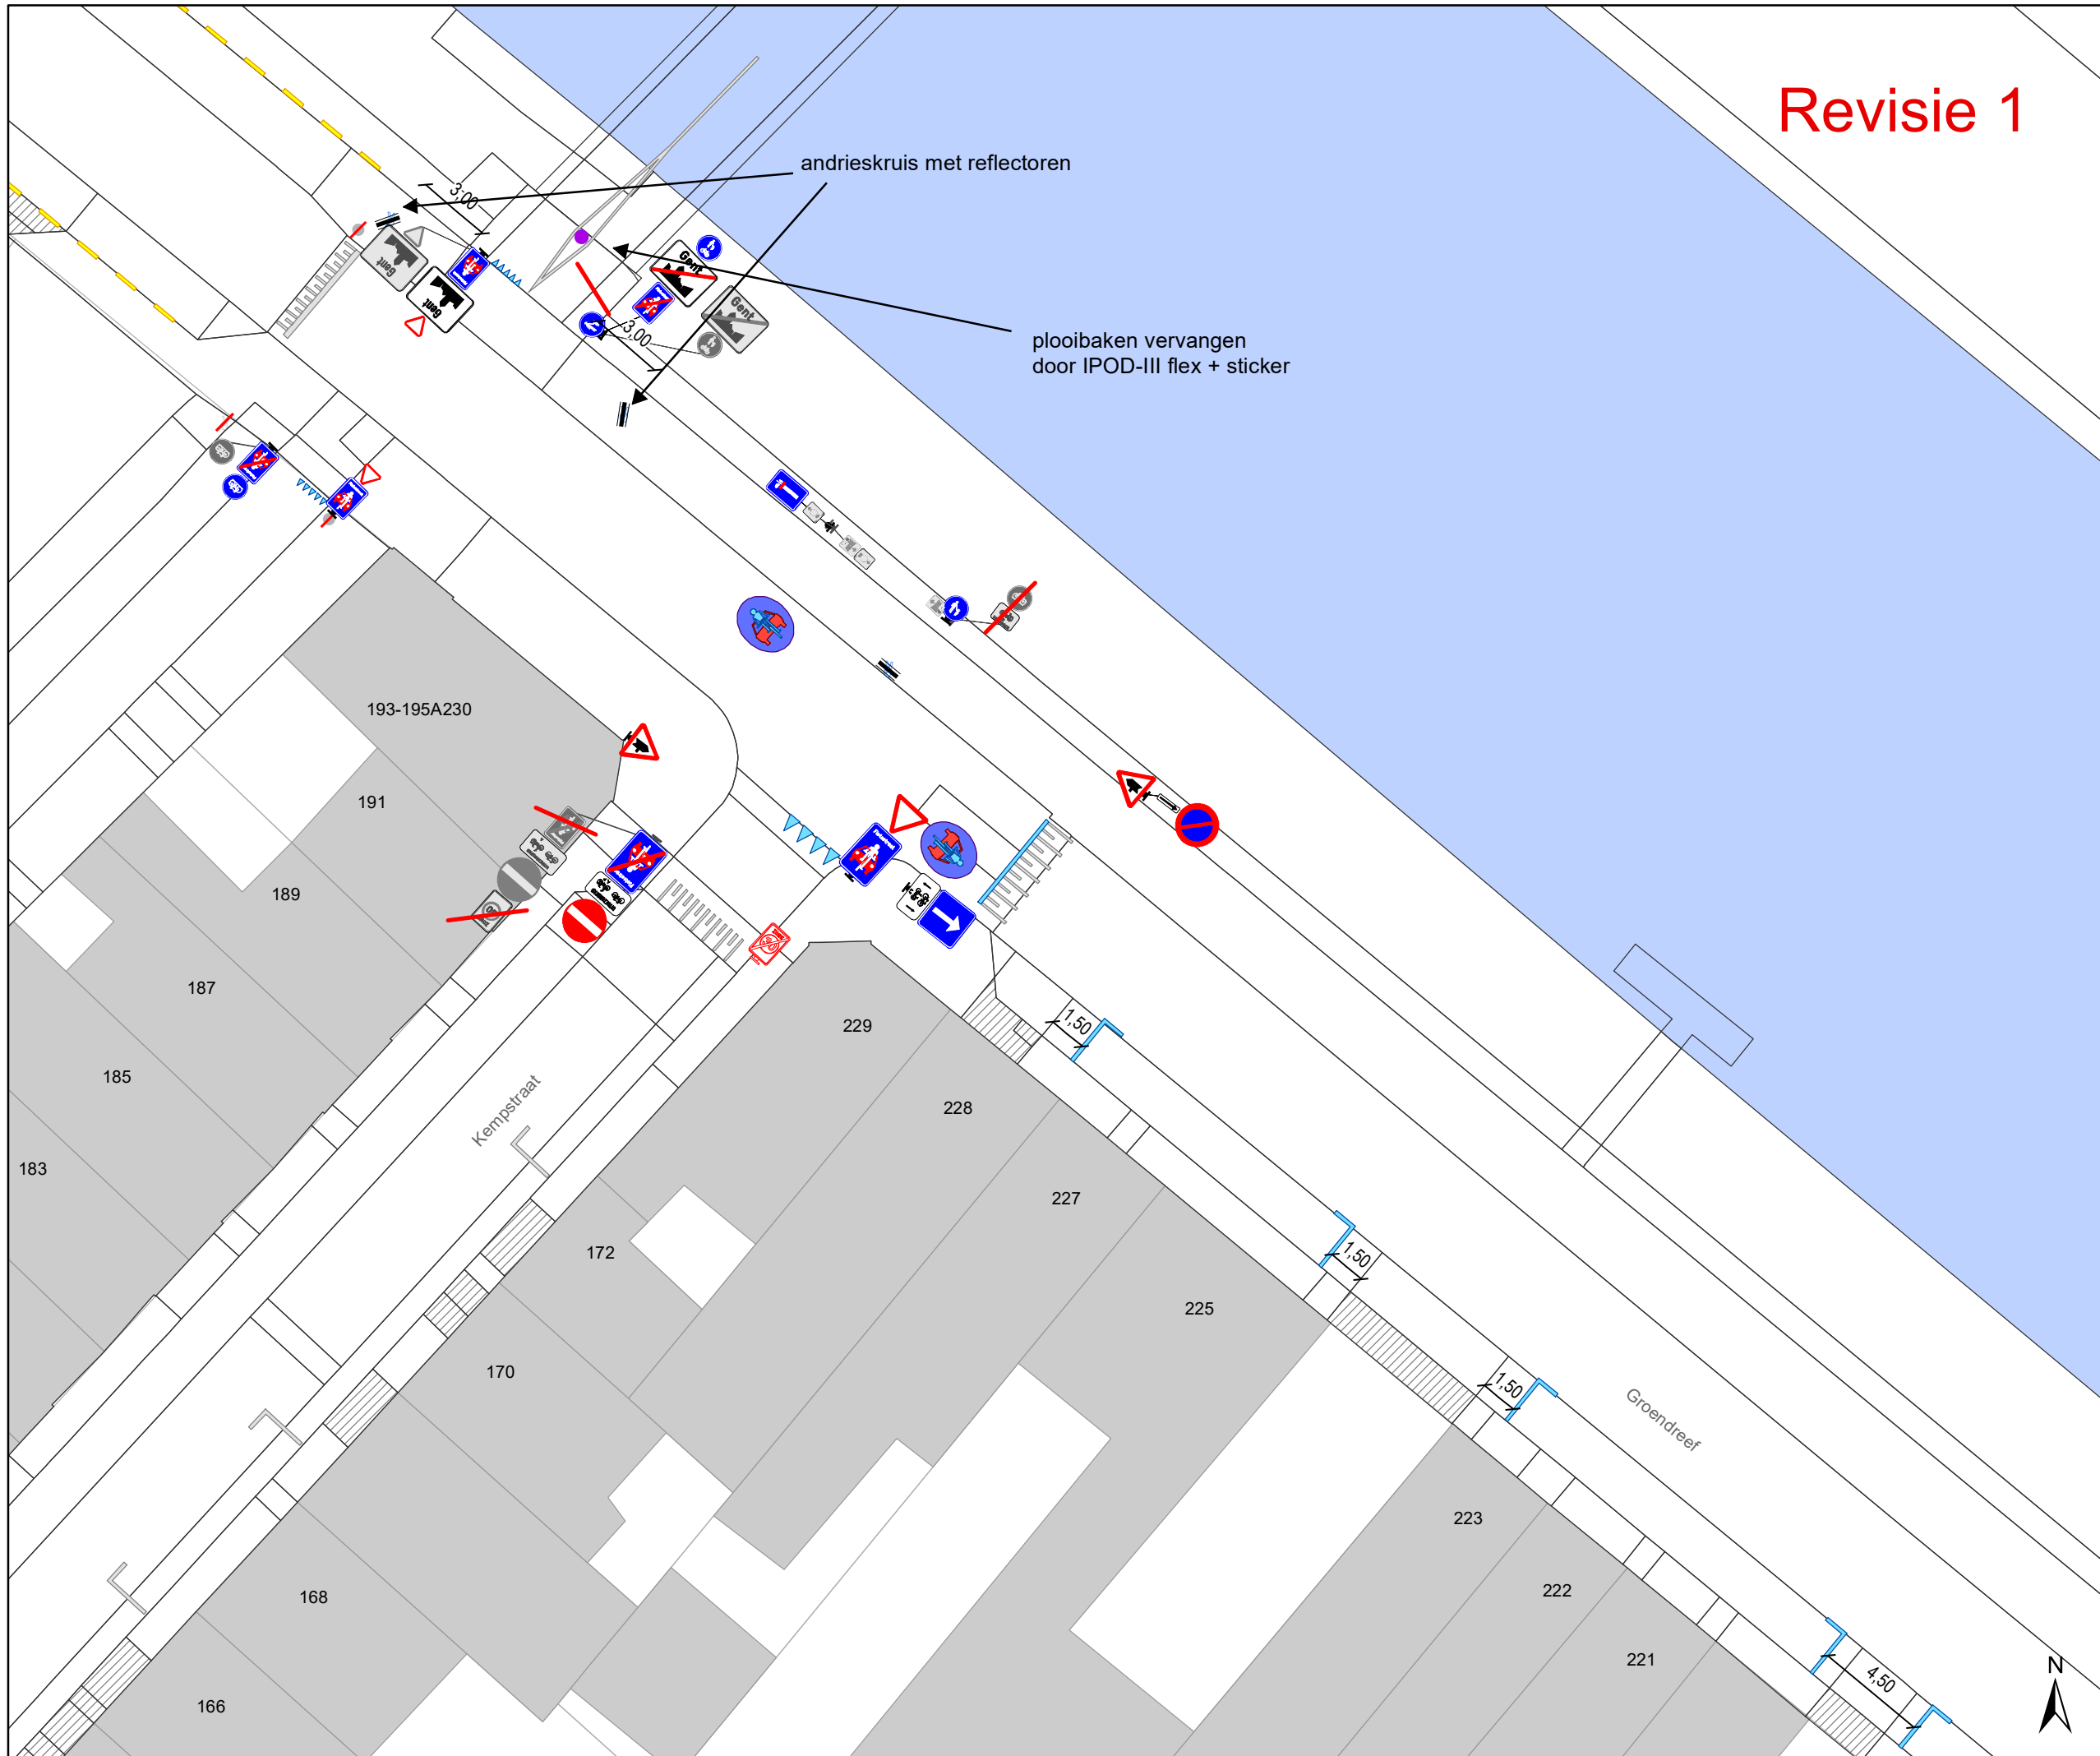 Revisie 1
andrieskruis met reflectoren
3,00
Gent
Gent
Gent
Gent
3,00
plooibaken vervangen
door IPOD-III flex + sticker
193-195A230
191
189
187
185
183
Kempstraat
229
228
227
225
223
222
221
172
170
168
166
1,50
1,50
1,50
4,50
Groendreef
N